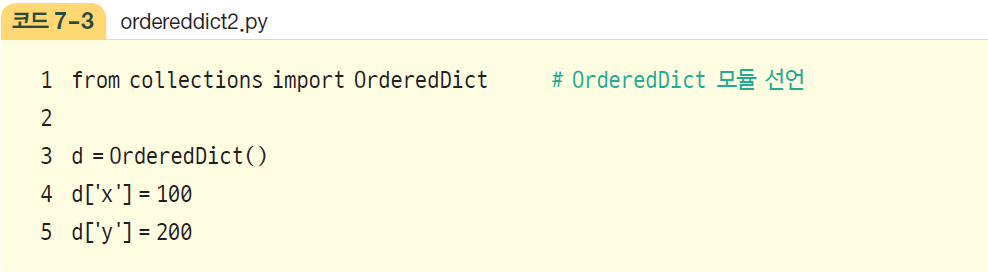 코드 7-3 ordereddict2.py
1 from collections import OrderedDict # OrderedDict 모듈 선언
2
3 d = OrderedDict()
4 d['x'] = 100
5 d['y'] = 200